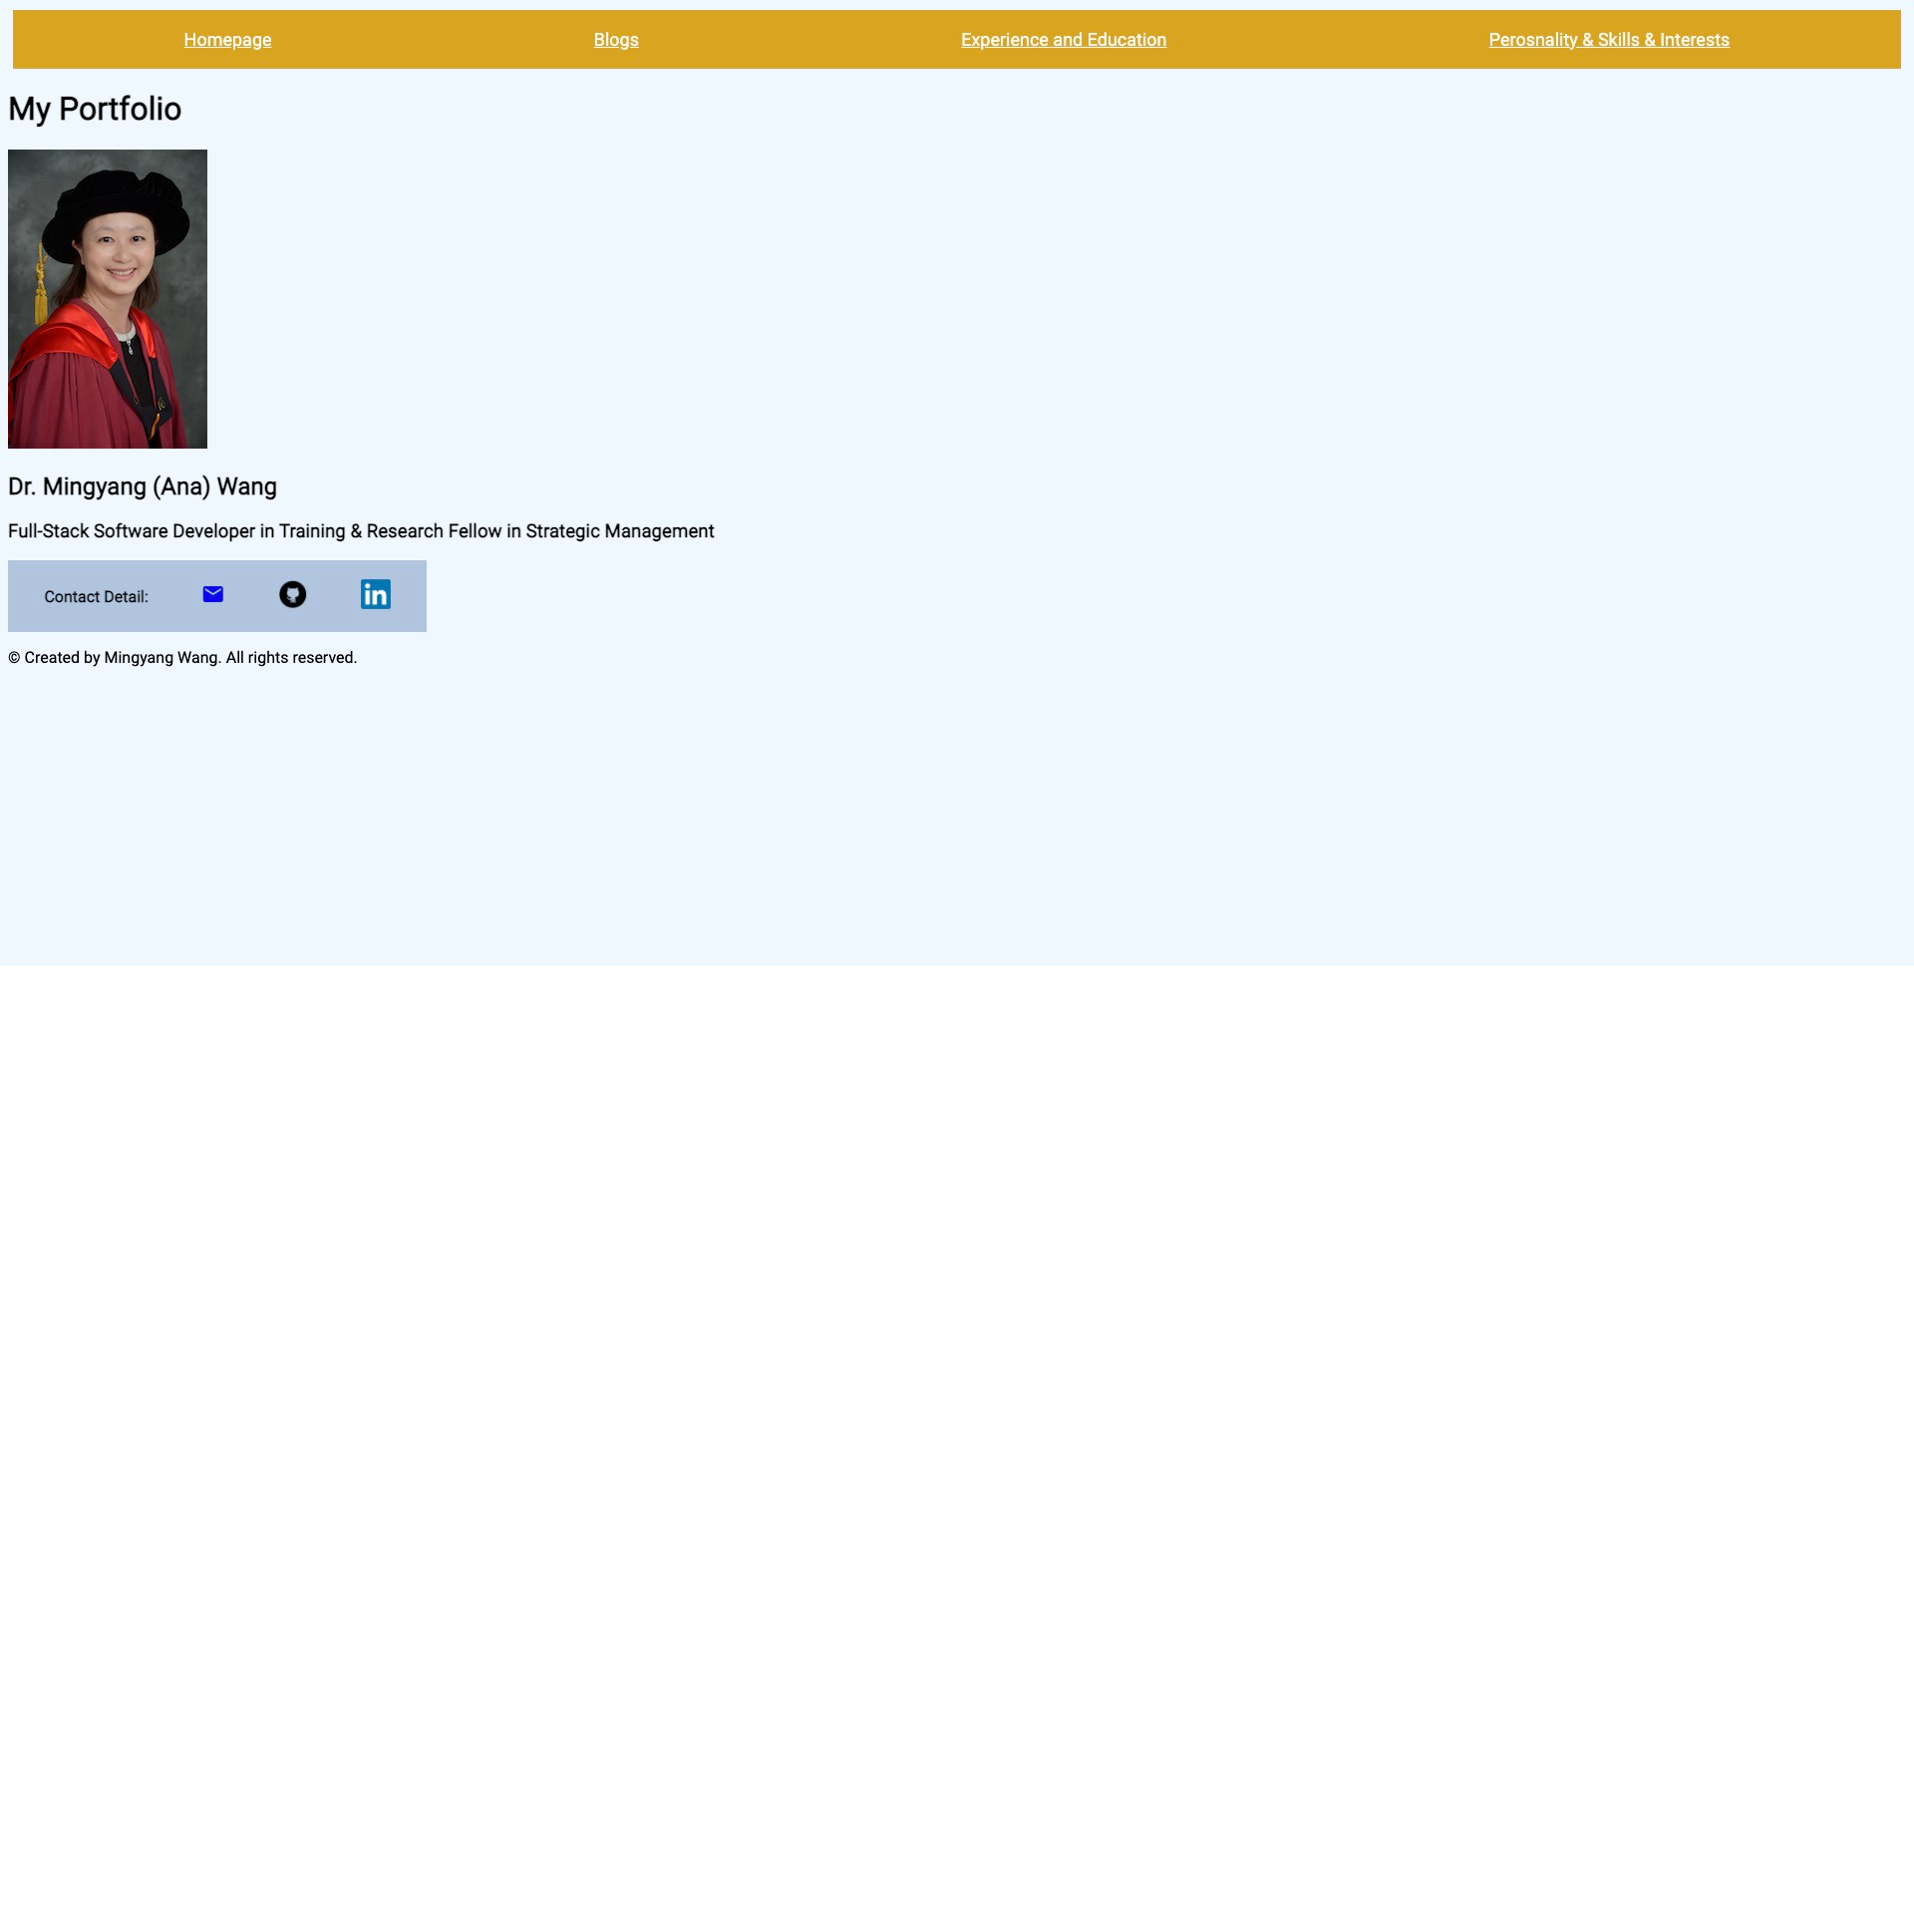 Homepage Blogs Experience and Education Perosnality & Skills & Interests
My Portfolio
Dr. Mingyang (Ana) Wang
Full-Stack Software Developer in Training & Research Fellow in Strategic Management
Contact Detail: in
© Created by Mingyang Wang. All rights reserved.